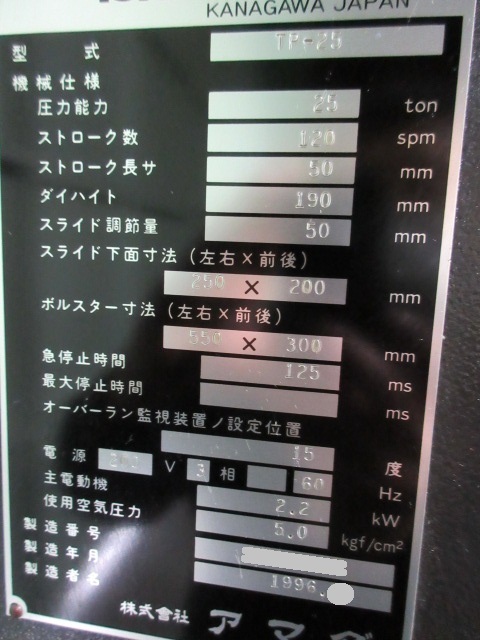 KANAGAWA JAPAN
型 式 TP-25
機械仕様
圧力能力 25 ton
ストローク数 120 spm
ストローク長サ 50 mm
ダイハイト 190 mm
スライド調節量 50 mm
スライド下面寸法(左右×前後)
250 × 200 mm
ボルスター寸法(左右×前後)
550 × 300 mm
急停止時間 125 ms
最大停止時間 ms
オーバーラン監視装置ノ設定位置
15 度
電源 V 3 相 60 Hz
主電動機 2.2 kW
使用空気圧力 5.0 kgf/cm²
製造番号
製造年月 1996.
製造者名
株式会社 アマダ